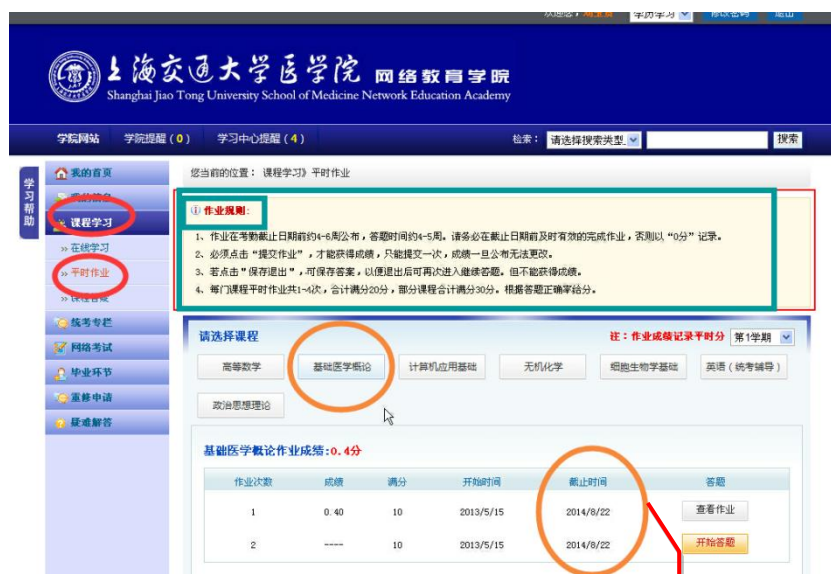 学历学习 修改密码 退出
上海交通大学医学院 网络教育学院
Shanghai Jiao Tong University School of Medicine Network Education Academy
学院网站 学院提醒(0) 学习中心提醒(4) 检索: 请选择搜索类型 搜索
学习帮助
我的首页
课程学习
» 在线学习
» 平时作业
» 课程答疑
统考专栏
网络考试
毕业环节
重修申请
疑难解答
您当前的位置: 课程学习》平时作业
作业规则:
1、作业在考勤截止日期前约4-6周公布,答题时间约4-5周。请务必在截止日期前及时有效的完成作业,否则以“0分”记录。
2、必须点击“提交作业”,才能获得成绩,只能提交一次,成绩一旦公布无法更改。
3、若点击“保存退出”,可保存答案,以便退出后可再次进入继续答题。但不能获得成绩。
4、每门课程平时作业共1~4次,合计满分20分,部分课程合计满分30分。根据答题正确率给分。
请选择课程 注:作业成绩记录平时分 第1学期
高等数学 基础医学概论 计算机应用基础 无机化学 细胞生物学基础 英语(统考辅导)
政治思想理论
基础医学概论作业成绩:0.4分
作业次数 成绩 满分 开始时间 截止时间 答题
1 0.40 10 2013/5/15 2014/8/22 查看作业
2 ---- 10 2013/5/15 2014/8/22 开始答题